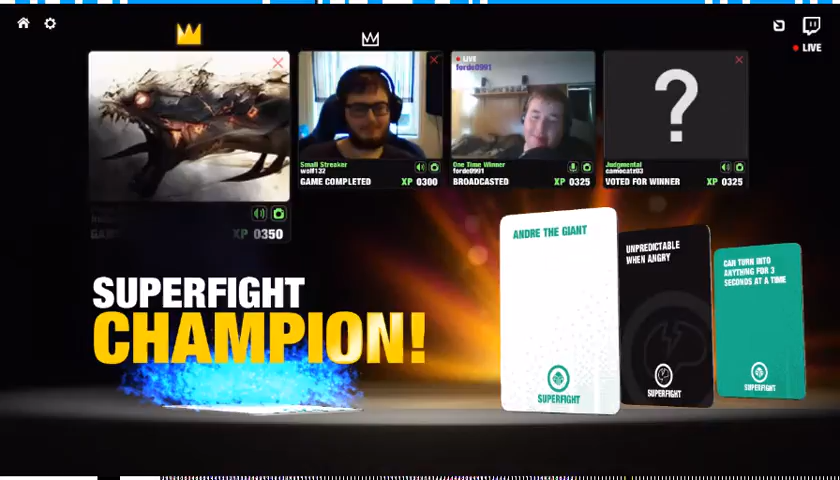 LIVE
LIVE
forde0991
Small Streaker
wolf132
GAME COMPLETED XP 0300
One Time Winner
forde0991
BROADCASTED XP 0325
?
Judgmental
camocatx03
VOTED FOR WINNER XP 0325
XP 0350
SUPERFIGHT
CHAMPION!
ANDRE THE GIANT
SUPERFIGHT
UNPREDICTABLE
WHEN ANGRY
SUPERFIGHT
CAN TURN INTO
ANYTHING FOR 3
SECONDS AT A TIME
SUPERFIGHT